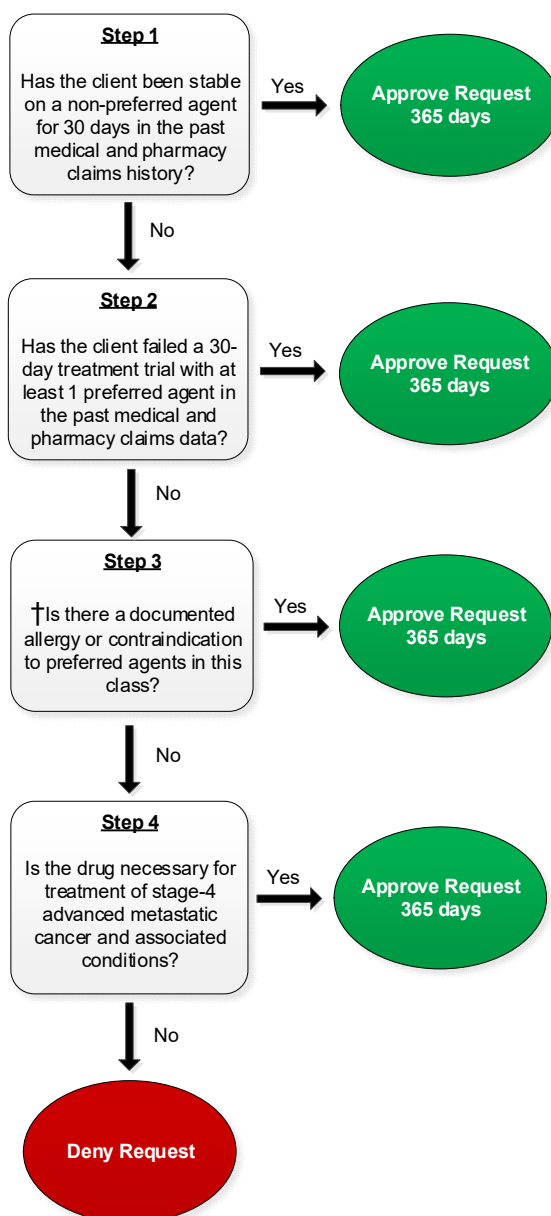 Step 1
Has the client been stable
on a non-preferred agent
for 30 days in the past
medical and pharmacy
claims history?
Yes
Approve Request
365 days
No
Step 2
Has the client failed a 30-
day treatment trial with at
least 1 preferred agent in
the past medical and
pharmacy claims data?
Yes
Approve Request
365 days
No
Step 3
†Is there a documented
allergy or contraindication
to preferred agents in this
class?
Yes
Approve Request
365 days
No
Step 4
Is the drug necessary for
treatment of stage-4
advanced metastatic
cancer and associated
conditions?
Yes
Approve Request
365 days
No
Deny Request